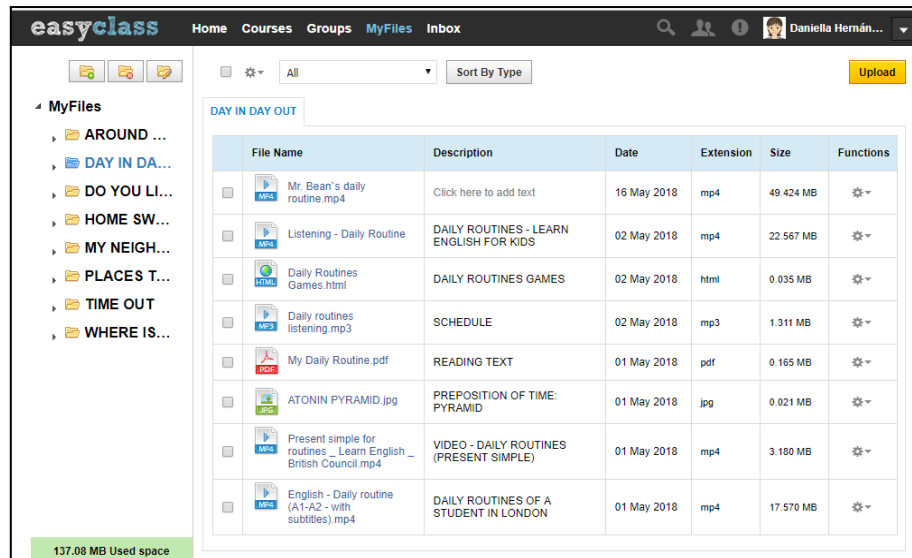 easyclass
Home Courses Groups MyFiles Inbox
Daniella Hernán...
All
Sort By Type
Upload
MyFiles
AROUND ...
DAY IN DA...
DO YOU LI...
HOME SW...
MY NEIGH...
PLACES T...
TIME OUT
WHERE IS...
137.08 MB Used space
DAY IN DAY OUT
File Name Description Date Extension Size Functions
MP4 Mr. Bean's daily
routine.mp4
Click here to add text 16 May 2018 mp4 49.424 MB
MP4 Listening - Daily Routine
DAILY ROUTINES - LEARN
ENGLISH FOR KIDS
02 May 2018 mp4 22.567 MB
HTML Daily Routines
Games.html
DAILY ROUTINES GAMES 02 May 2018 html 0.035 MB
MP3 Daily routines
listening.mp3
SCHEDULE 02 May 2018 mp3 1.311 MB
PDF My Daily Routine.pdf READING TEXT 01 May 2018 pdf 0.165 MB
JPG ATONIN PYRAMID.jpg
PREPOSITION OF TIME:
PYRAMID
01 May 2018 jpg 0.021 MB
MP4 Present simple for
routines _ Learn English _
British Council.mp4
VIDEO - DAILY ROUTINES
(PRESENT SIMPLE)
01 May 2018 mp4 3.180 MB
MP4 English - Daily routine
(A1-A2 - with
subtitles).mp4
DAILY ROUTINES OF A
STUDENT IN LONDON
01 May 2018 mp4 17.570 MB